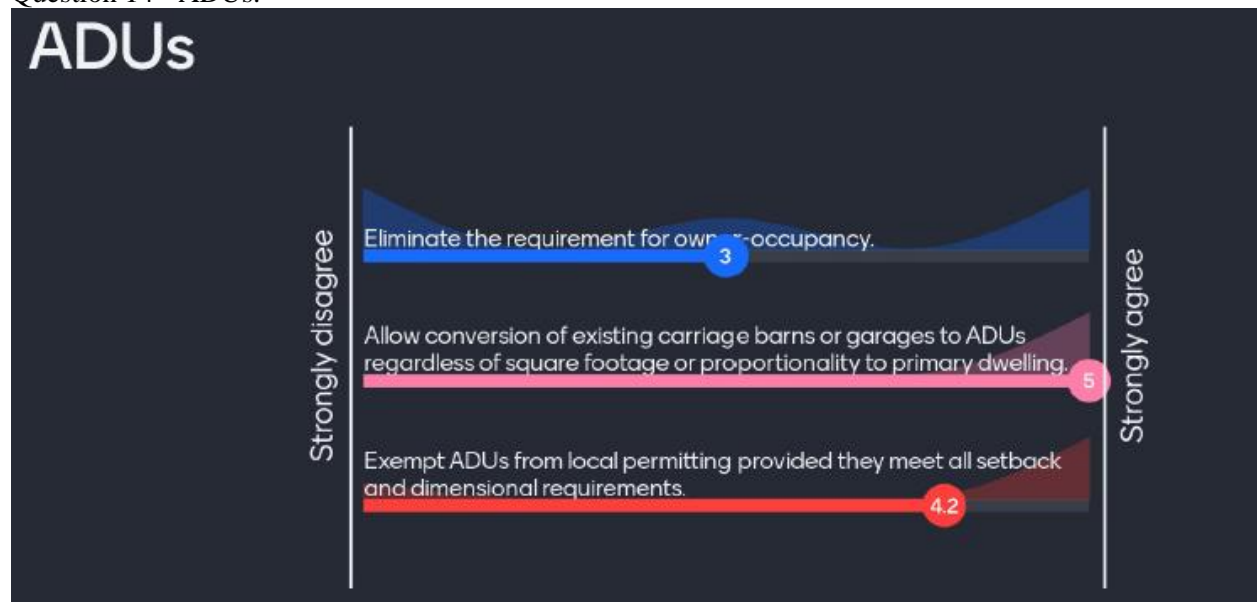 ADUs
Strongly disagree
Eliminate the requirement for owner-occupancy.
3
Allow conversion of existing carriage barns or garages to ADUs
regardless of square footage or proportionality to primary dwelling.
5
Exempt ADUs from local permitting provided they meet all setback
and dimensional requirements.
4.2
Strongly agree